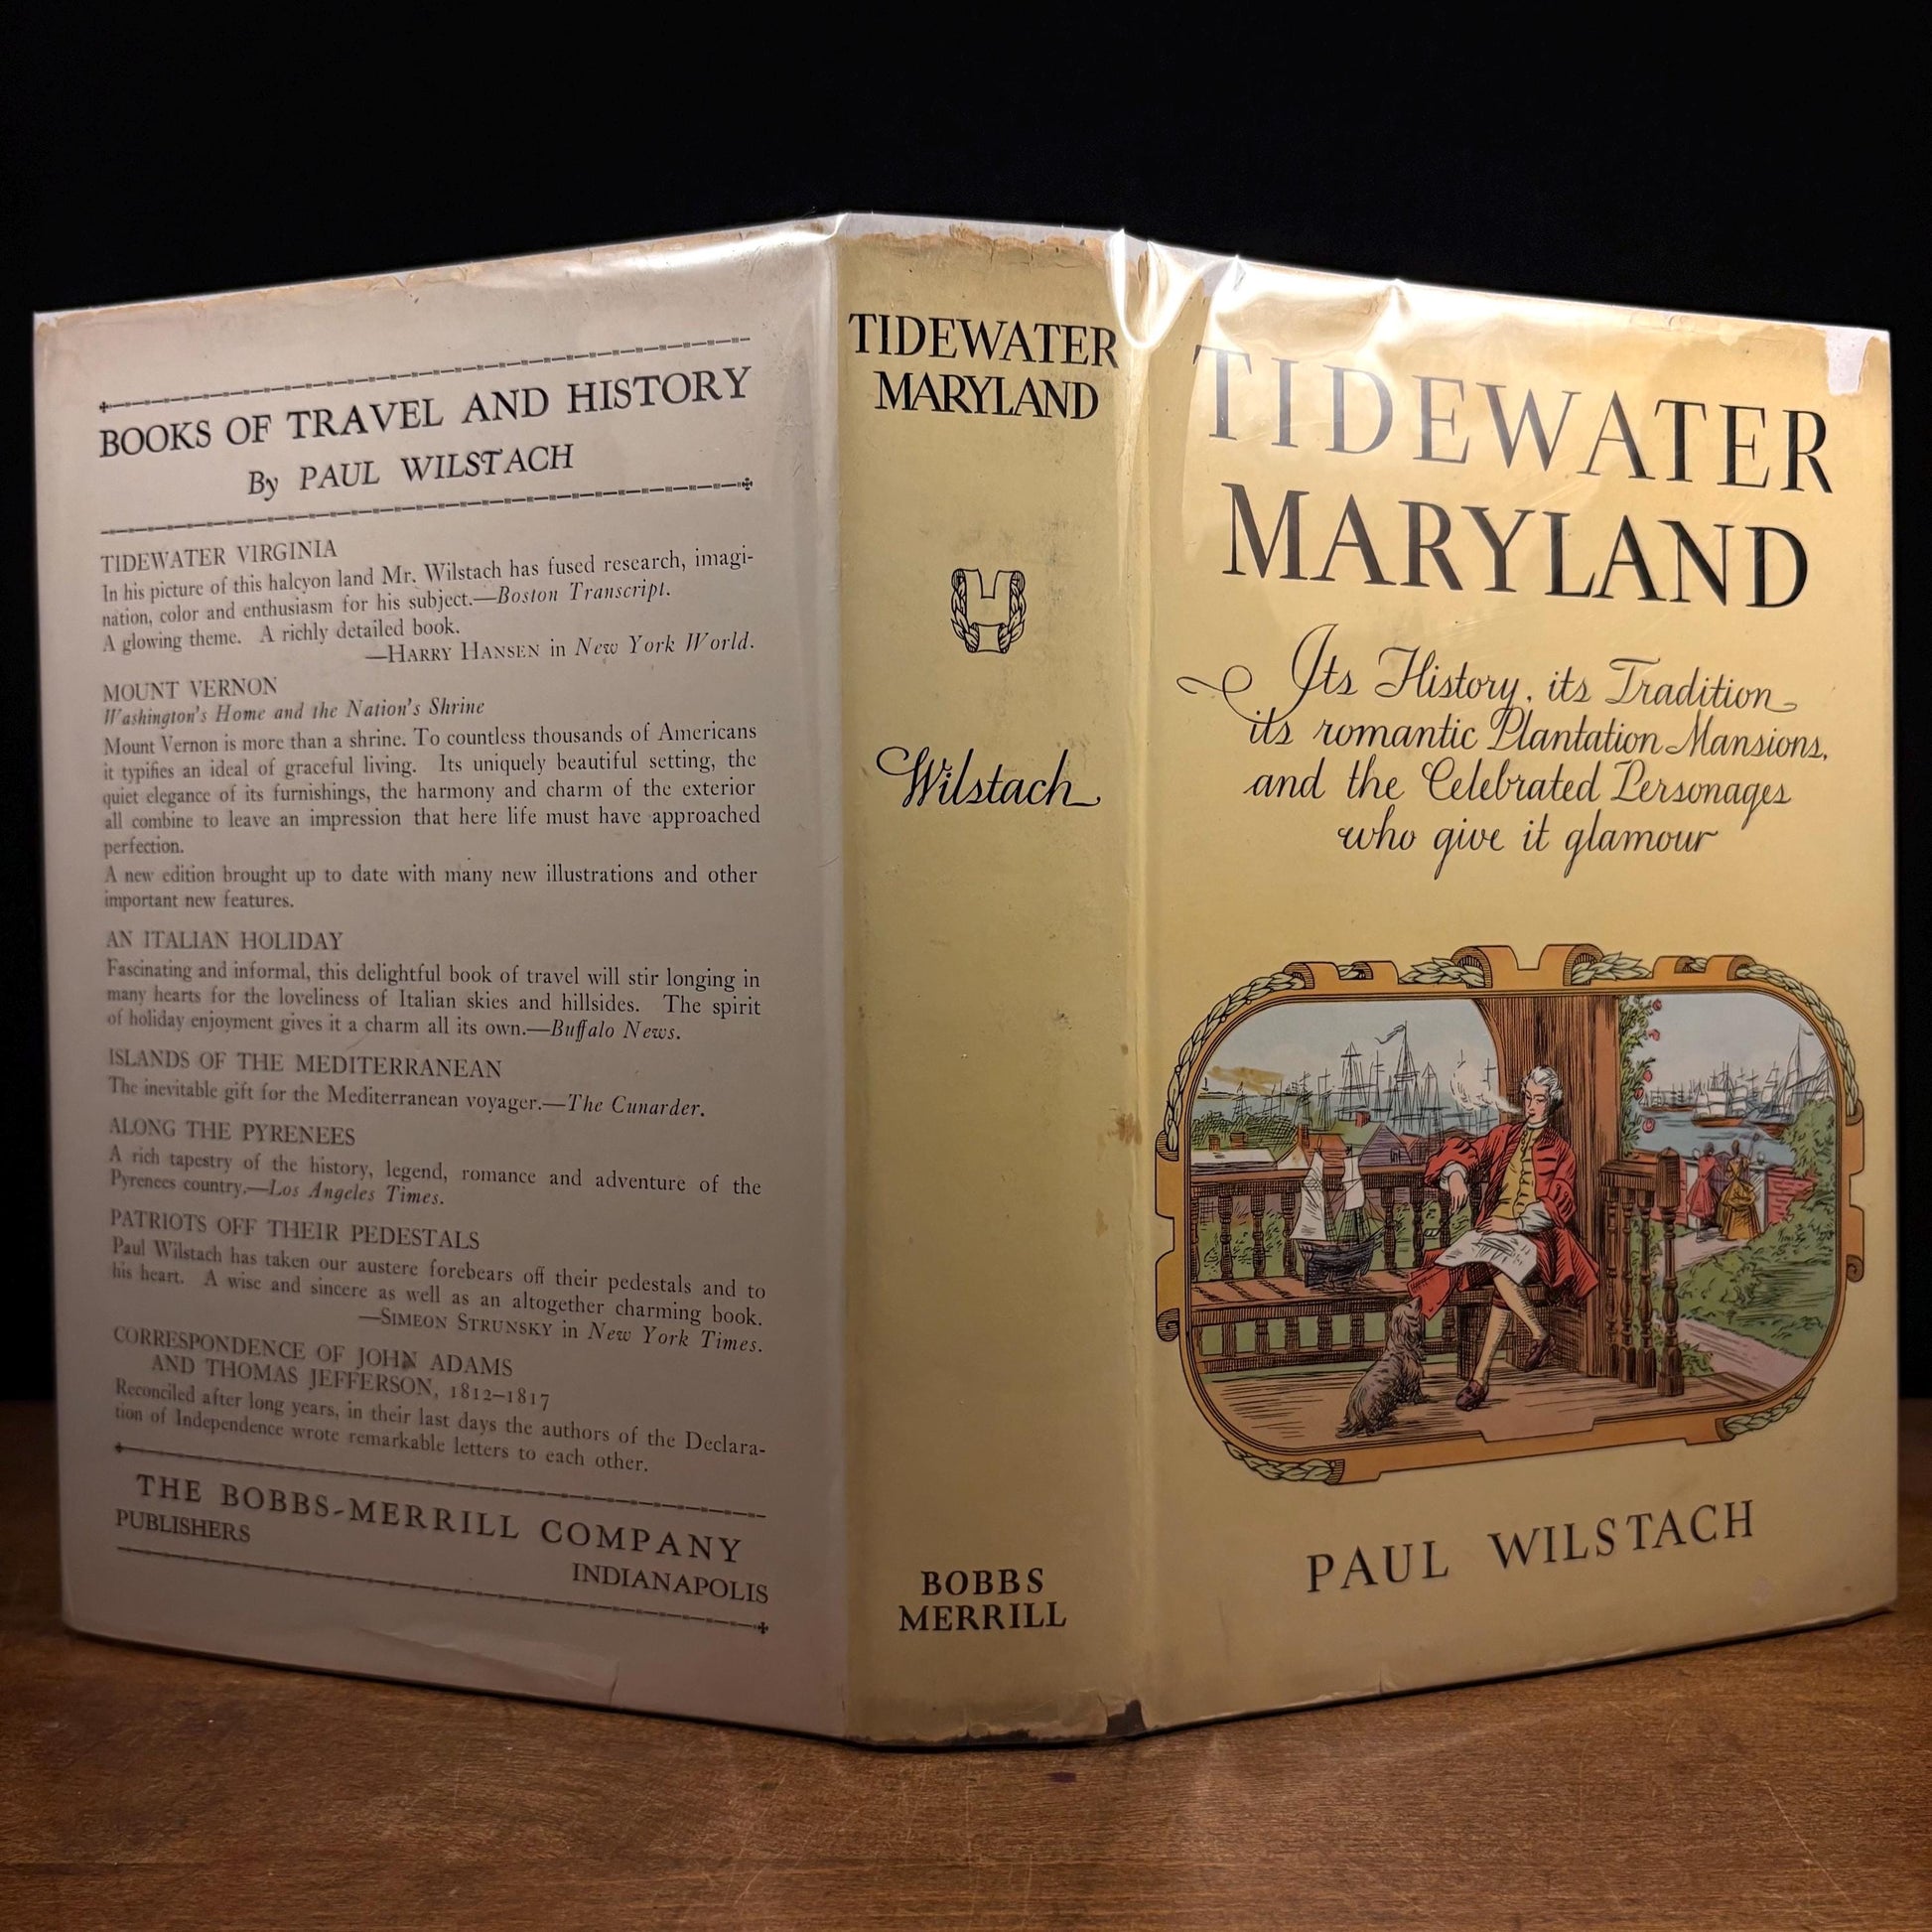 BOOKS OF TRAVEL AND HISTORY
By PAUL WILSTACH
TIDEWATER VIRGINIA
In his picture of this halcyon land Mr. Wilstach has fused research, imagi-
nation, color and enthusiasm for his subject.—Boston Transcript.
A glowing theme. A richly detailed book.
—HARRY HANSEN in New York World.
MOUNT VERNON
Washington's Home and the Nation's Shrine
Mount Vernon is more than a shrine. To countless thousands of Americans
it typifies an ideal of graceful living. Its uniquely beautiful setting, the
quiet elegance of its furnishings, the harmony and charm of the exterior
all combine to leave an impression that here life must have approached
perfection.
A new edition brought up to date with many new illustrations and other
important new features.
AN ITALIAN HOLIDAY
Fascinating and informal, this delightful book of travel will stir longing in
many hearts for the loveliness of Italian skies and hillsides. The spirit
of holiday enjoyment gives it a charm all its own.—Buffalo News.
ISLANDS OF THE MEDITERRANEAN
The inevitable gift for the Mediterranean voyager.—The Cunarder.
ALONG THE PYRENEES
A rich tapestry of the history, legend, romance and adventure of the
Pyrenees country.—Los Angeles Times.
PATRIOTS OFF THEIR PEDESTALS
Paul Wilstach has taken our austere forebears off their pedestals and to
his heart. A wise and sincere as well as an altogether charming book.
—SIMEON STRUNSKY in New York Times.
CORRESPONDENCE OF JOHN ADAMS
AND THOMAS JEFFERSON, 1812–1817
Reconciled after long years, in their last days the authors of the Declara-
tion of Independence wrote remarkable letters to each other.
THE BOBBS-MERRILL COMPANY
PUBLISHERS
INDIANAPOLIS
TIDEWATER
MARYLAND
Wilstach
BOBBS
MERRILL
TIDEWATER
MARYLAND
Its History, its Tradition
its romantic Plantation Mansions,
and the Celebrated Personages
who give it glamour
PAUL WILSTACH